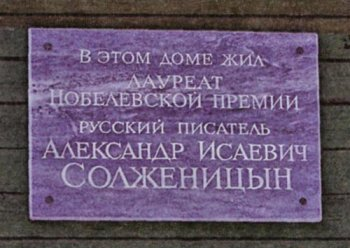 В ЭТОМ ДОМЕ ЖИЛ
ЛАУРЕАТ
НОБЕЛЕВСКОЙ ПРЕМИИ
РУССКИЙ ПИСАТЕЛЬ
АЛЕКСАНДР ИСАЕВИЧ
СОЛЖЕНИЦЫН